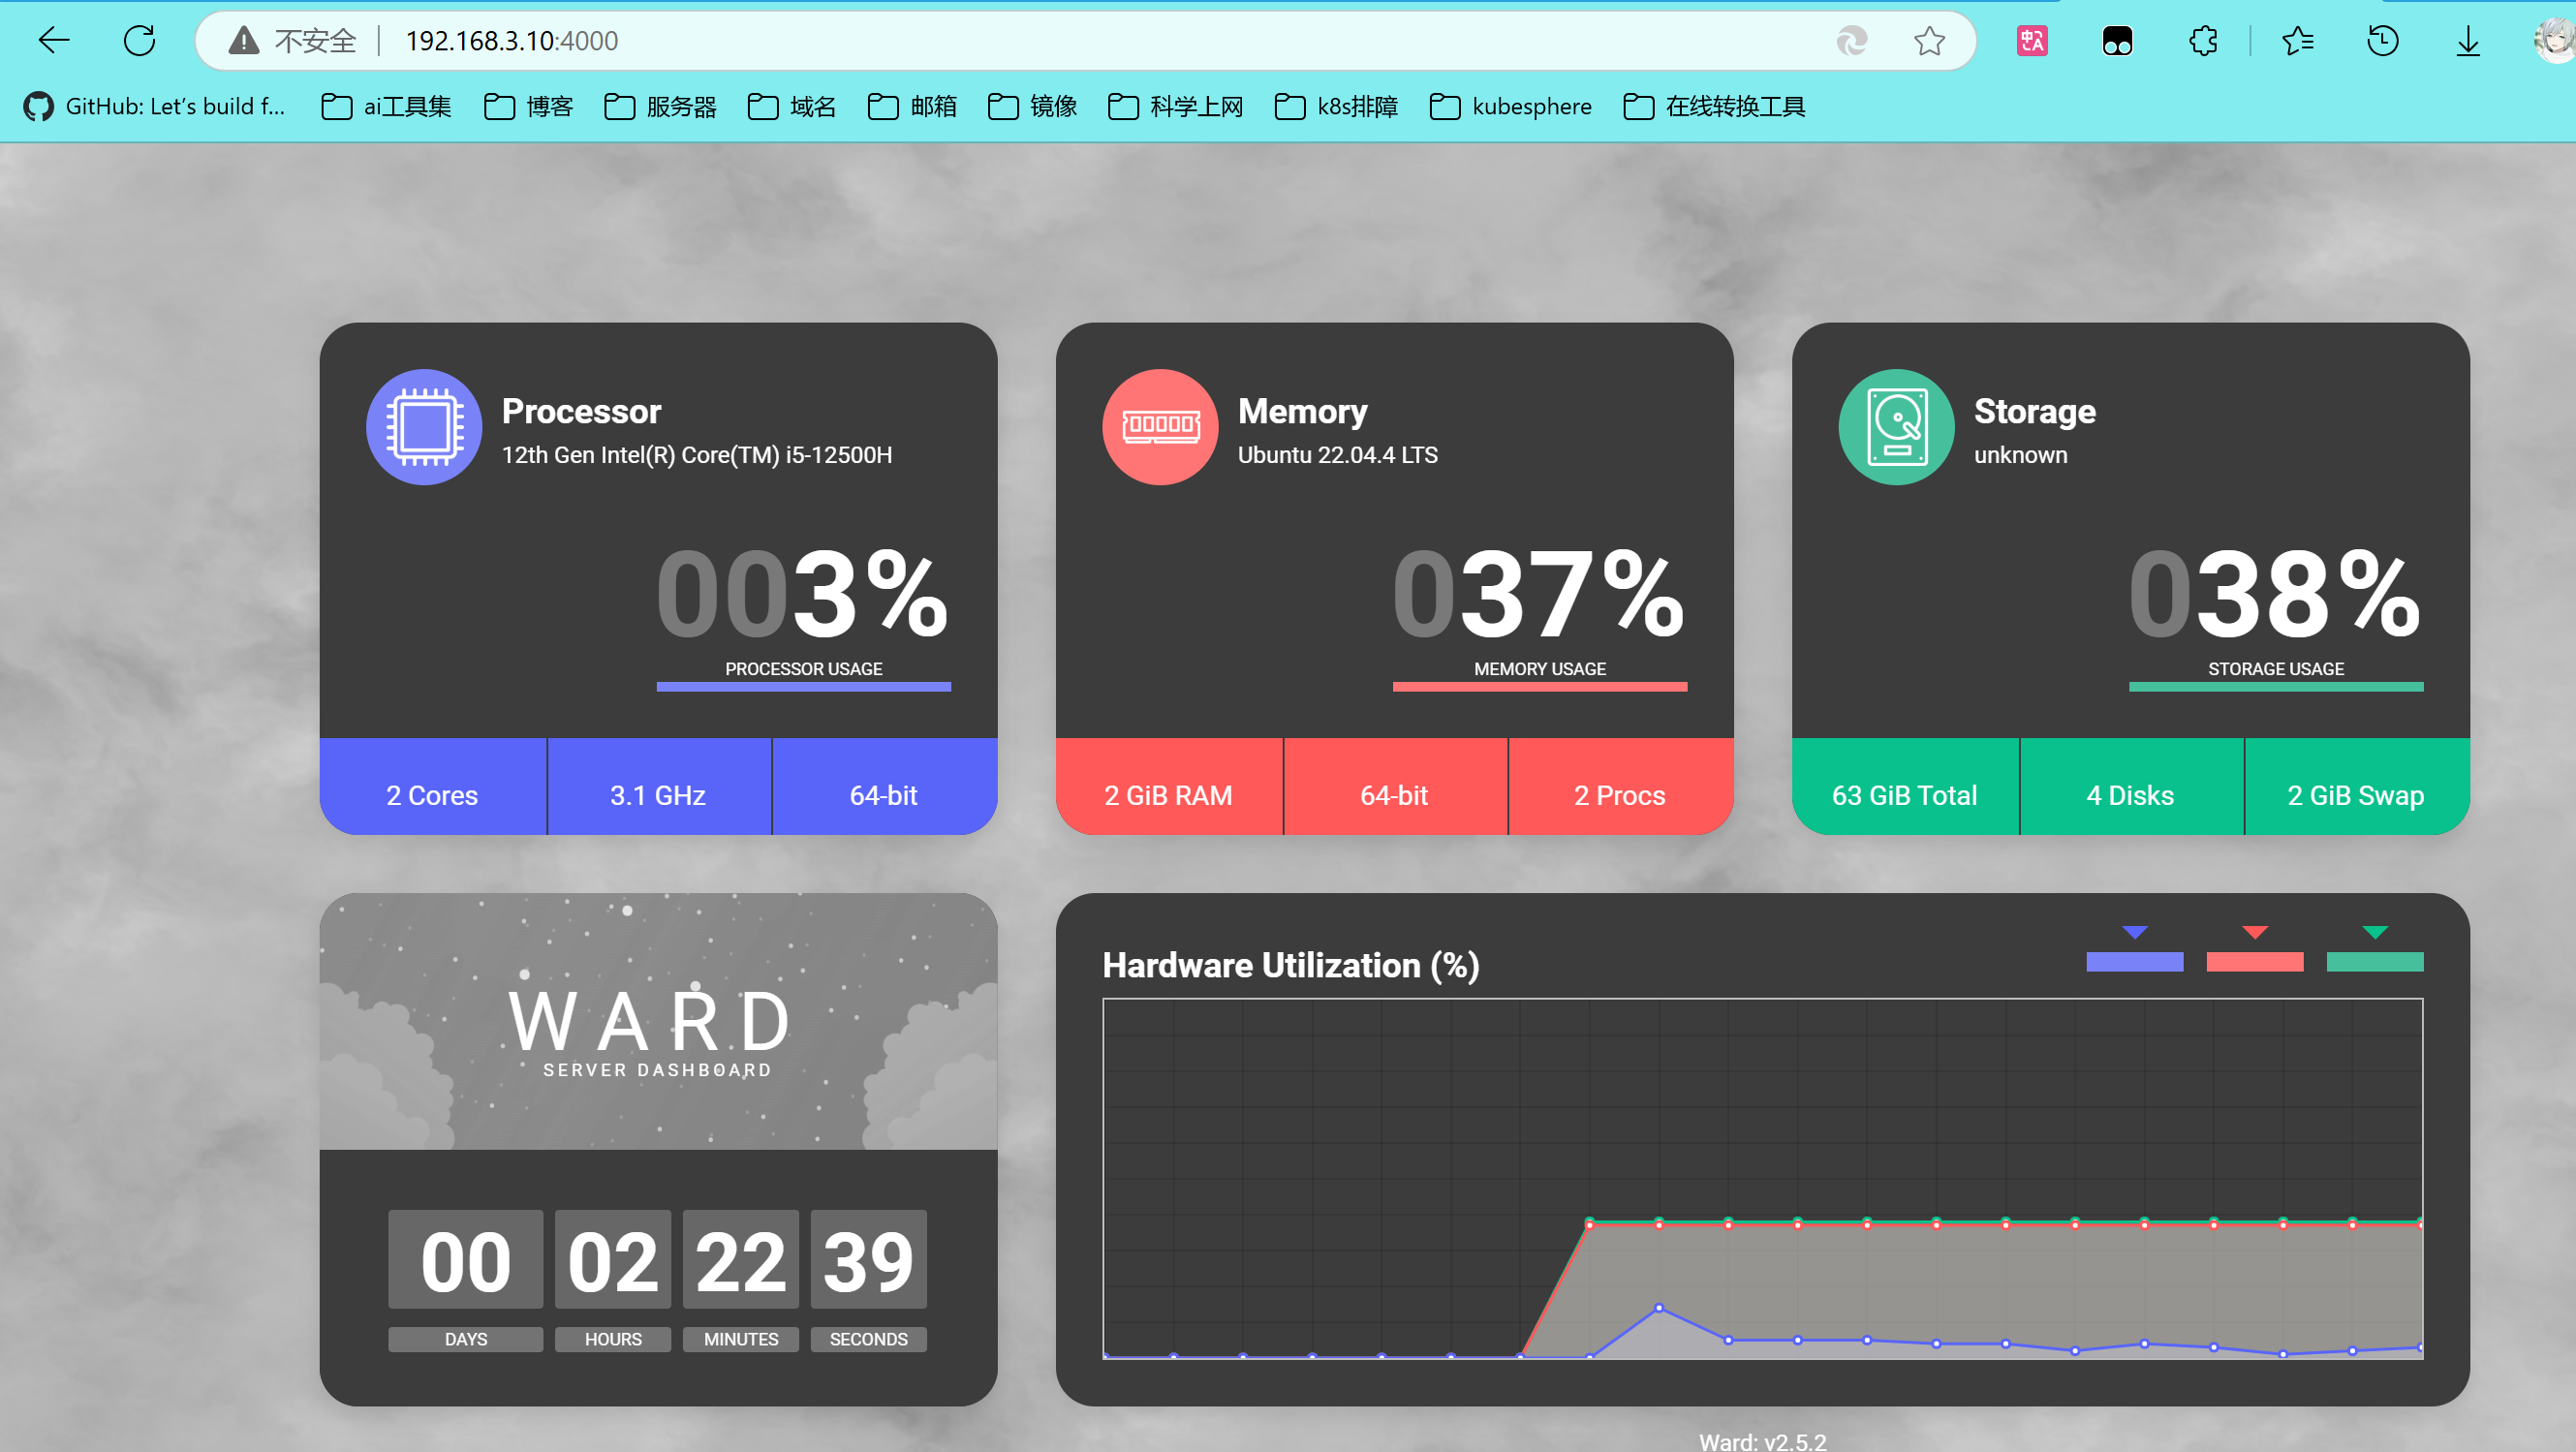 不安全 192.168.3.10:4000
中 A
GitHub: Let's build f... ai工具集 博客 服务器 域名 邮箱 镜像 科学上网 k8s排障 kubesphere 在线转换工具
Processor
12th Gen Intel(R) Core(TM) i5-12500H
003%
PROCESSOR USAGE
2 Cores 3.1 GHz 64-bit
Memory
Ubuntu 22.04.4 LTS
037%
MEMORY USAGE
2 GiB RAM 64-bit 2 Procs
Storage
unknown
038%
STORAGE USAGE
63 GiB Total 4 Disks 2 GiB Swap
WARD
SERVER DASHBOARD
00 02 22 39
DAYS HOURS MINUTES SECONDS
Hardware Utilization (%)
Ward: v2.5.2